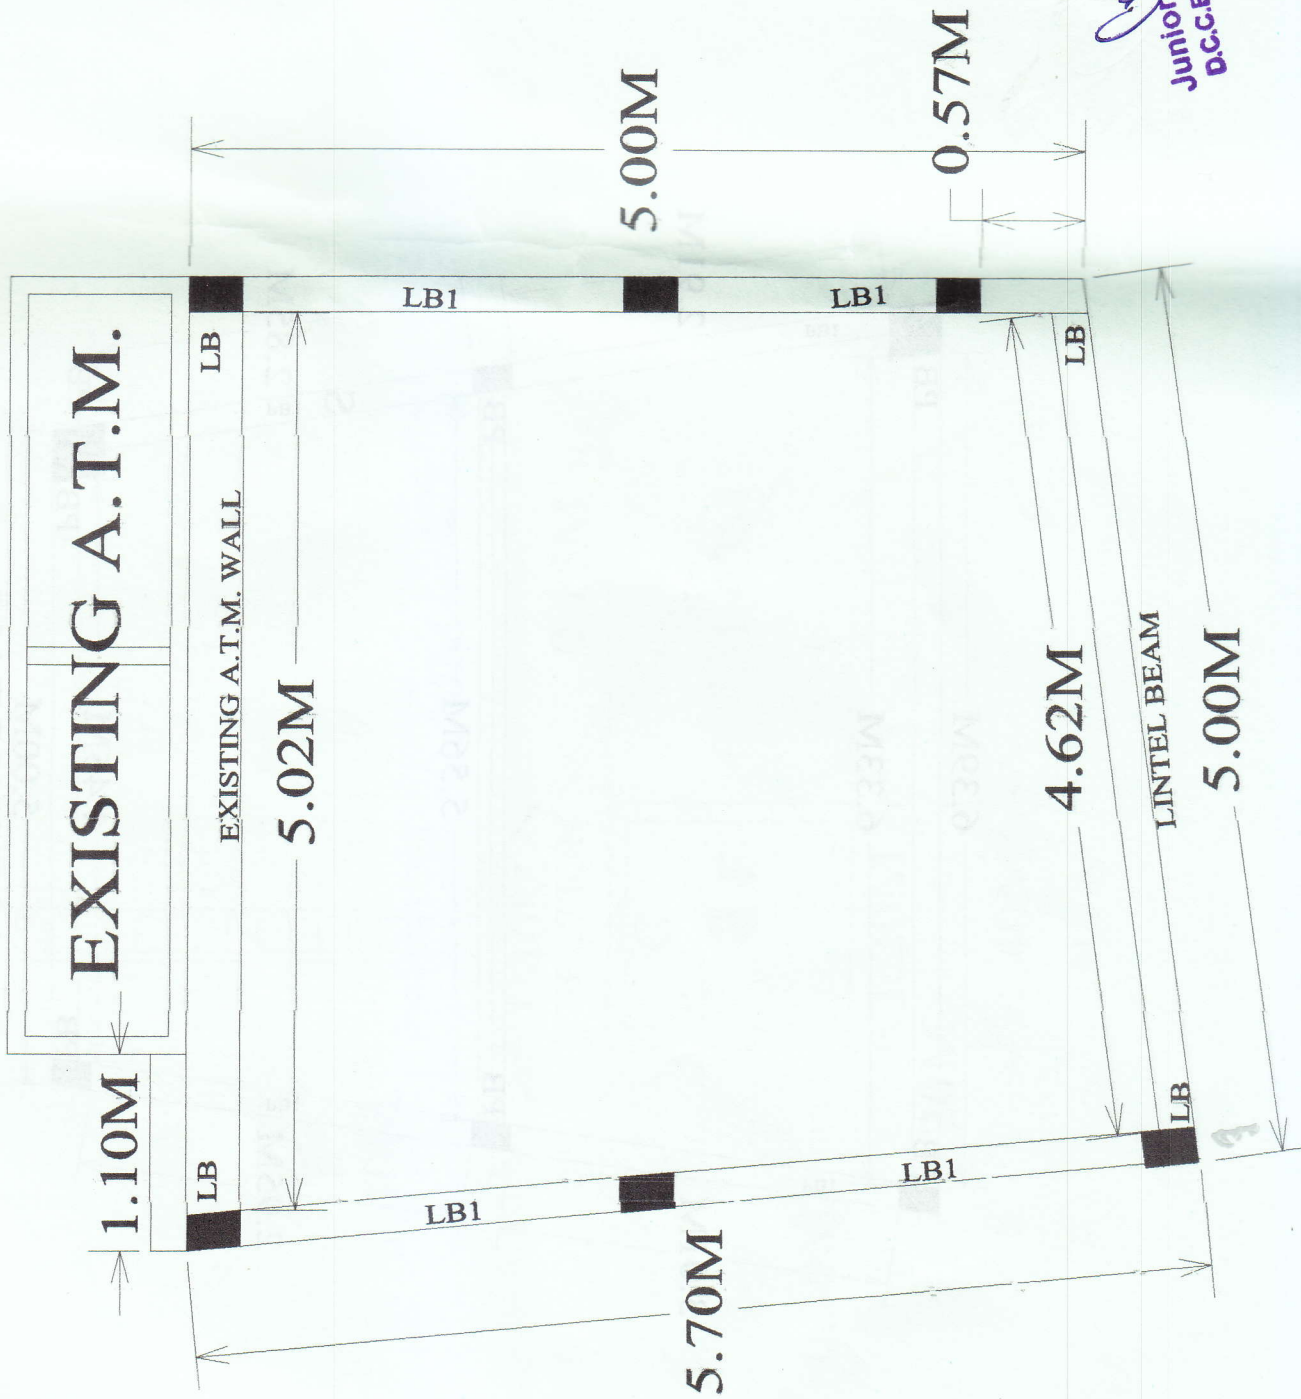 EXISTING A.T.M.
1.10M
EXISTING A.T.M. WALL
LB
LB
5.02M
LB1
LB1
LB1
LB1
5.00M
0.57M
5.70M
4.62M
LB
LB
LINTEL BEAM
5.00M
Junior
D.C.C.